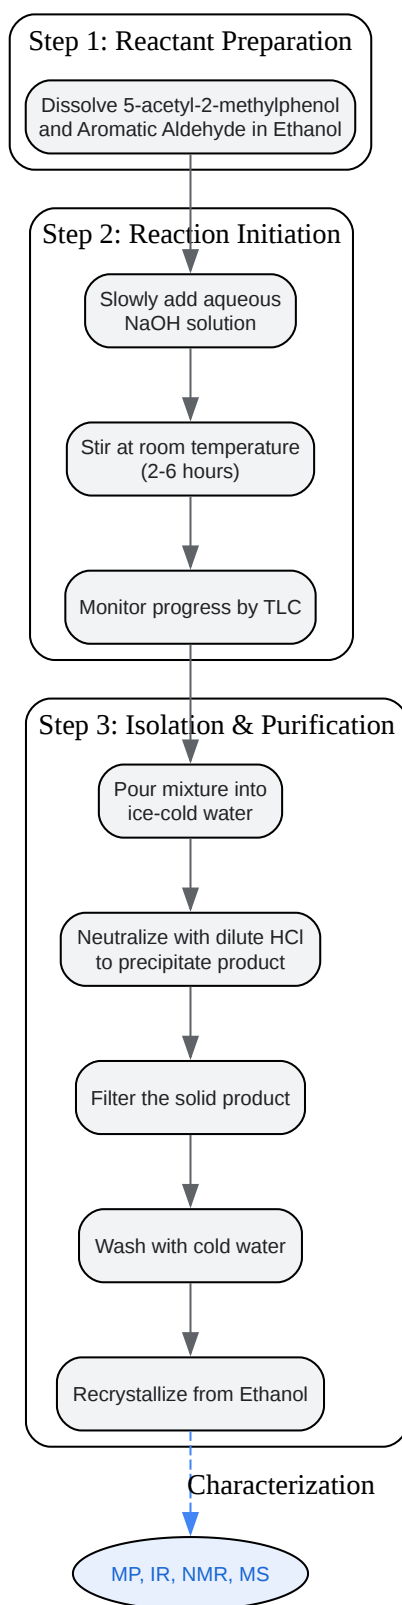 Step 1: Reactant Preparation
Dissolve 5-acetyl-2-methylphenol
and Aromatic Aldehyde in Ethanol
Step 2: Reaction Initiation
Slowly add aqueous
NaOH solution
Stir at room temperature
(2-6 hours)
Monitor progress by TLC
Step 3: Isolation & Purification
Pour mixture into
ice-cold water
Neutralize with dilute HCl
to precipitate product
Filter the solid product
Wash with cold water
Recrystallize from Ethanol
Characterization
MP, IR, NMR, MS